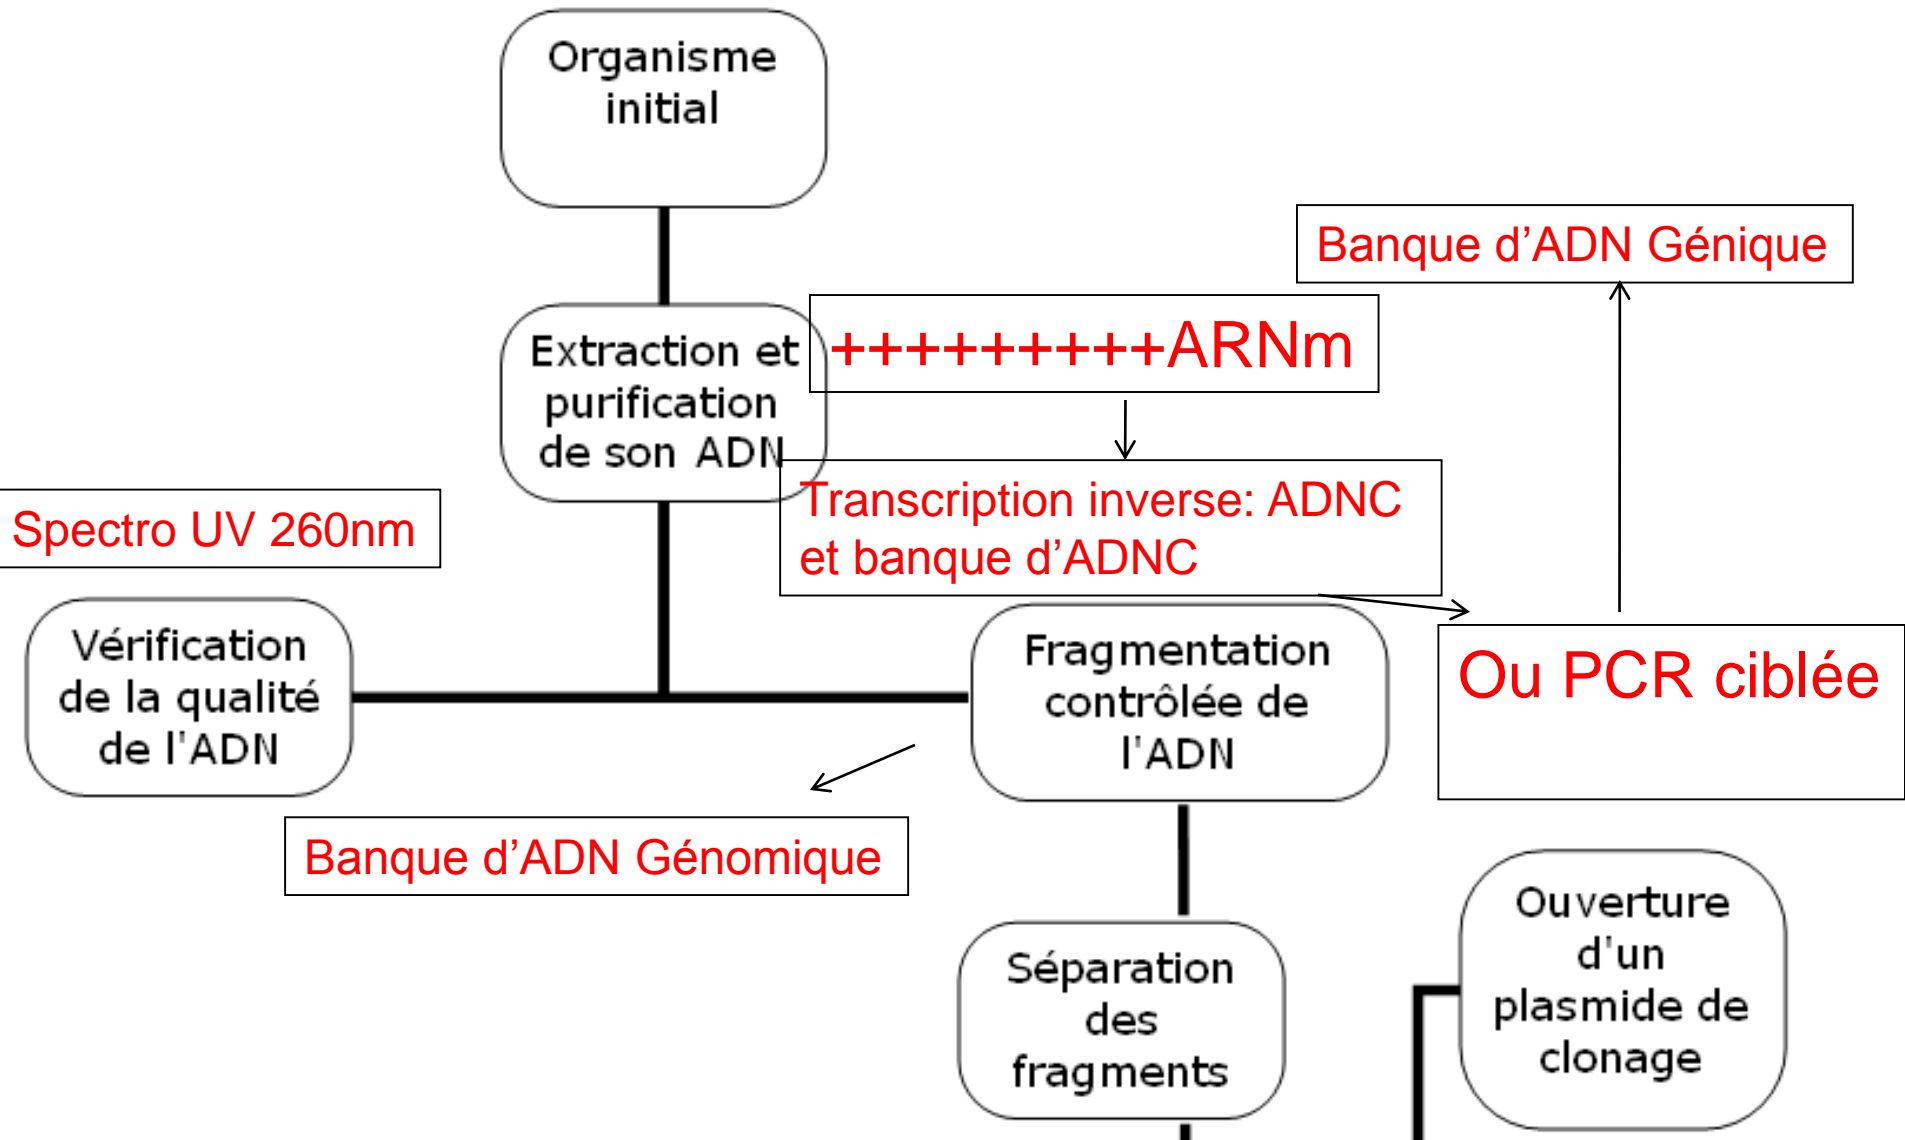 Organisme
initial
Banque d’ADN Génique
Extraction et
purification
de son ADN
+++++++++ARNm
Transcription inverse: ADNC
et banque d’ADNC
Spectro UV 260nm
Vérification
de la qualité
de l'ADN
Fragmentation
contrôlée de
l'ADN
Ou PCR ciblée
Banque d’ADN Génomique
Séparation
des
fragments
Ouverture
d'un
plasmide de
clonage